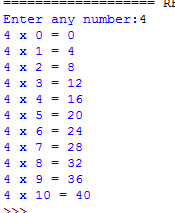 =================== RE
Enter any number:4
4 x 0 = 0
4 x 1 = 4
4 x 2 = 8
4 x 3 = 12
4 x 4 = 16
4 x 5 = 20
4 x 6 = 24
4 x 7 = 28
4 x 8 = 32
4 x 9 = 36
4 x 10 = 40
>>>